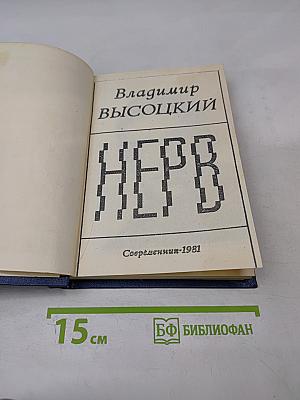 Владимир
ВЫСОЦКИЙ
НЕРВ
Современник·1981
15 см
БФ БИБЛИОФАН